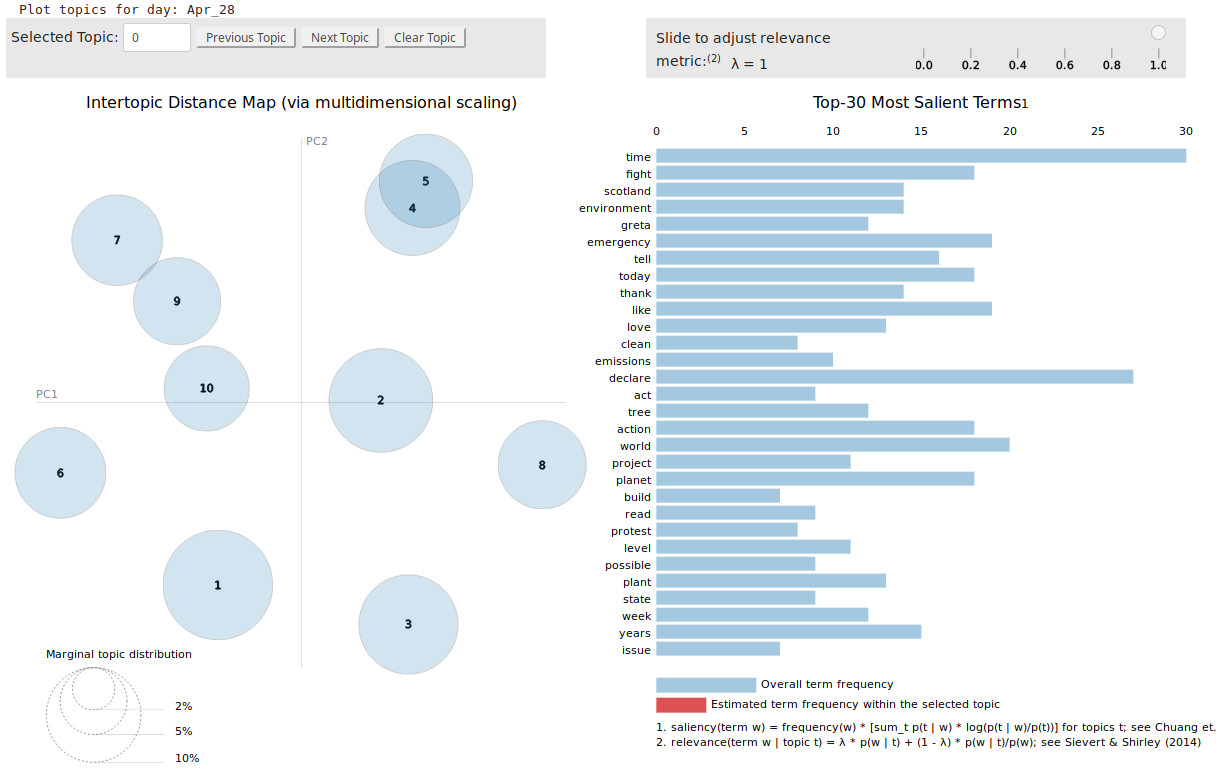 Plot topics for day: Apr_28
Selected Topic: 0 Previous Topic Next Topic Clear Topic
Slide to adjust relevance
metric:(2) λ = 1
0.0 0.2 0.4 0.6 0.8 1.0
Intertopic Distance Map (via multidimensional scaling)
PC2
PC1
5
4
7
9
10
2
6
8
1
3
Marginal topic distribution
2%
5%
10%
Top-30 Most Salient Terms1
0 5 10 15 20 25 30
time
fight
scotland
environment
greta
emergency
tell
today
thank
like
love
clean
emissions
declare
act
tree
action
world
project
planet
build
read
protest
level
possible
plant
state
week
years
issue
Overall term frequency
Estimated term frequency within the selected topic
1. saliency(term w) = frequency(w) * [sum_t p(t | w) * log(p(t | w)/p(t))] for topics t; see Chuang et.
2. relevance(term w | topic t) = λ * p(w | t) + (1 - λ) * p(w | t)/p(w); see Sievert & Shirley (2014)